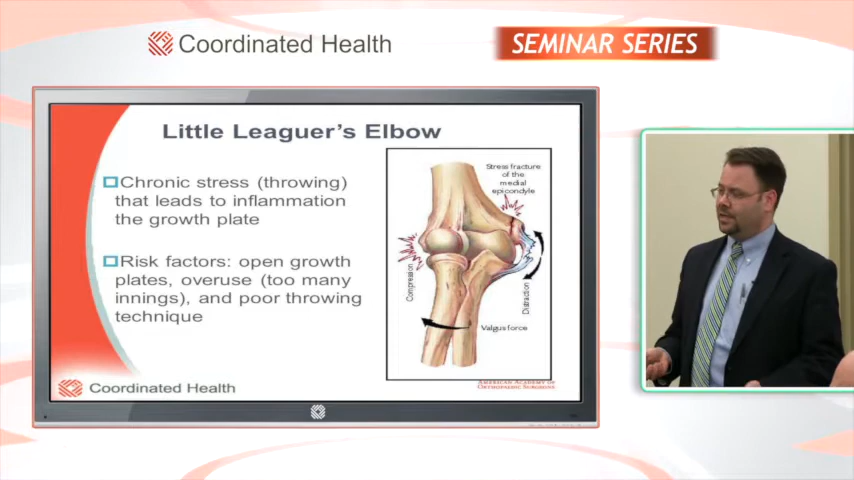 Coordinated Health
SEMINAR SERIES
Little Leaguer's Elbow
Chronic stress (throwing)
that leads to inflammation
the growth plate
Risk factors: open growth
plates, overuse (too many
innings), and poor throwing
technique
Stress fracture
of the
medial
epicondyle
Compression
Distraction
Valgus force
AMERICAN ACADEMY OF
ORTHOPAEDIC SURGEONS
Coordinated Health